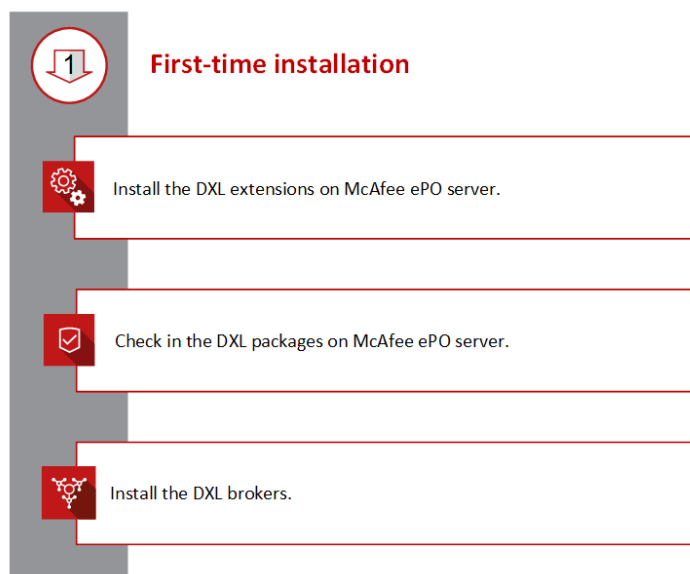 1
First-time installation
Install the DXL extensions on McAfee ePO server.
Check in the DXL packages on McAfee ePO server.
Install the DXL brokers.